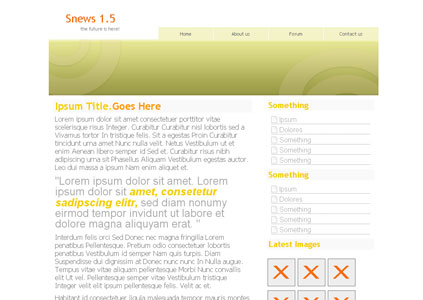 Snews 1.5
the future is here!
Home About us Forum Contact us
Ipsum Title.Goes Here
Lorem ipsum dolor sit amet consectetuer porttitor vitae
scelerisque risus Integer. Curabitur Curabitur nisl lobortis sed a
Vivamus tortor In tristique felis. Sit a egestas Proin Curabitur
tincidunt urna amet Nunc nulla velit. Netus Vestibulum ut et
enim Aenean libero semper id sed et. Curabitur risus nibh
adipiscing urna sit Phasellus Aliquam Vestibulum egestas auctor.
Leo dui massa a ipsum Nam enim aliquet et.
"Lorem ipsum dolor sit amet. Lorem
ipsum dolor sit amet, consetetur
sadipscing elitr, sed diam nonumy
eirmod tempor invidunt ut labore et
dolore magna aliquyam erat. "
Interdum felis orci Sed Donec nec magna fringilla Lorem
penatibus Pellentesque. Pretium odio consectetuer lobortis
penatibus Vestibulum nibh nunc sem quis turpis. Diam
Suspendisse dui dignissim at Donec nunc nunc In Nulla augue.
Tempus vitae vitae aliquam pellentesque Morbi Nunc convallis
elit Ut vel. Pellentesque semper vitae tempor mauris Quisque
Integer velit elit ipsum pellentesque felis. Velit ac et.
Habitant id consectetuer tristique magnis tempus
Something
Ipsum
Dolores
Something
Something
Something
Something
Ipsum
Dolores
Something
Something
Something
Latest Images